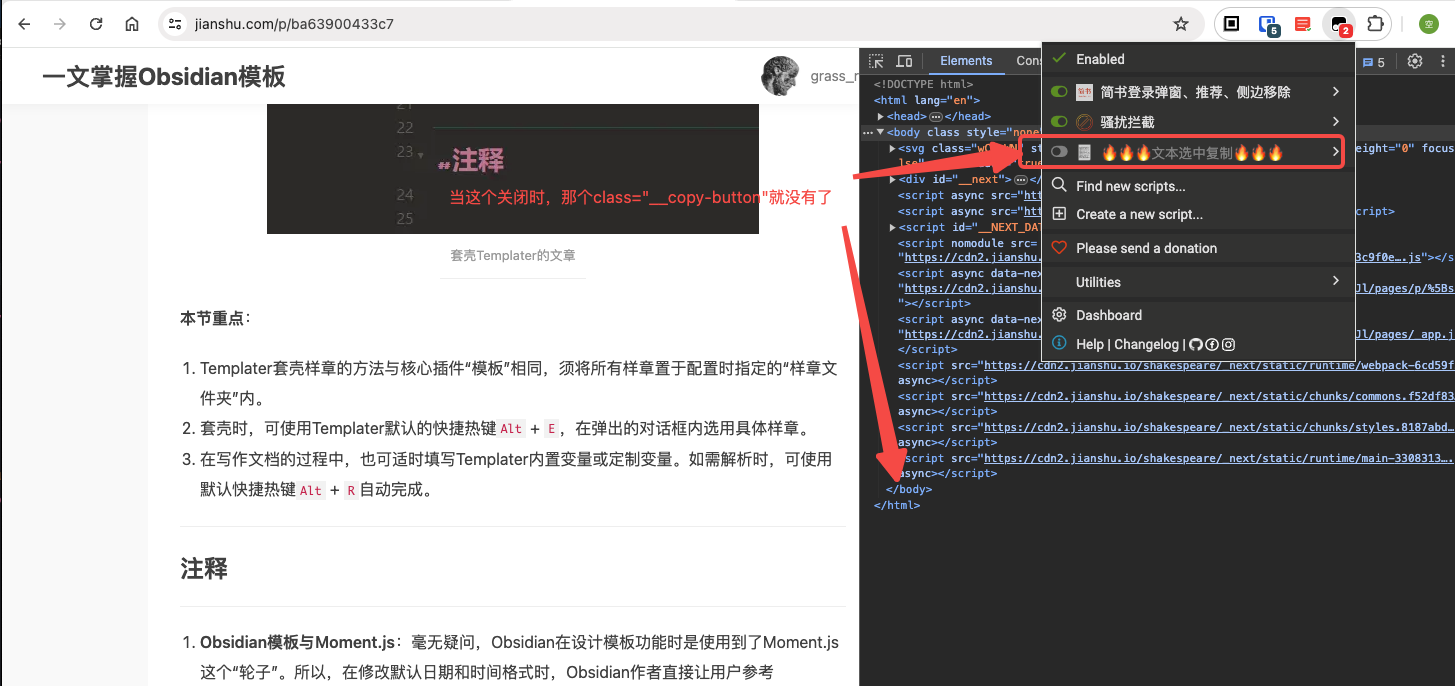 jianshu.com/p/ba63900433c7
5
2
空
一文掌握Obsidian模板
grass_r
21
22
23
##注释
24
当这个关闭时，那个class="__copy-button"就没有了
25
套壳Templater的文章
本节重点：
1. Templater套壳样章的方法与核心插件“模板”相同，须将所有样章置于配置时指定的“样章文
件夹”内。
2. 套壳时，可使用Templater默认的快捷热键 Alt + E ，在弹出的对话框内选用具体样章。
3. 在写作文档的过程中，也可适时填写Templater内置变量或定制变量。如需解析时，可使用
默认快捷热键 Alt + R 自动完成。
注释
1. Obsidian模板与Moment.js：毫无疑问，Obsidian在设计模板功能时是使用到了Moment.js
这个“轮子”。所以，在修改默认日期和时间格式时，Obsidian作者直接让用户参考
Elements
Cons
5
<!DOCTYPE html>
<html lang="en">
<head>⋯</head>
<body class style="none
<svg class="w
eight="0" focus
<div id="__next">⋯</
<script async src="ht
<script async src="ht
cript>
<script id="__NEXT_DAT
<script nomodule src=
"https://cdn2.jianshu.
3c9f0e….js"></s
<script async data-nex
"https://cdn2.jianshu.
Jl/pages/p/%5Bs
"></script>
<script async data-nex
"https://cdn2.jianshu.
Jl/pages/_app.j
</script>
<script src="https://cdn2.jianshu.io/shakespeare/_next/static/runtime/webpack-6cd59f
async></script>
<script src="https://cdn2.jianshu.io/shakespeare/_next/static/chunks/commons.f52df83
async></script>
<script src="https://cdn2.jianshu.io/shakespeare/_next/static/chunks/styles.8187abd…
async></script>
script src="https://cdn2.jianshu.io/shakespeare/_next/static/runtime/main-3308313….
async></script>
</body>
</html>
Enabled
简书登录弹窗、推荐、侧边移除
骚扰拦截
🔥🔥🔥文本选中复制🔥🔥🔥
Find new scripts...
Create a new script...
Please send a donation
Utilities
Dashboard
Help | Changelog |